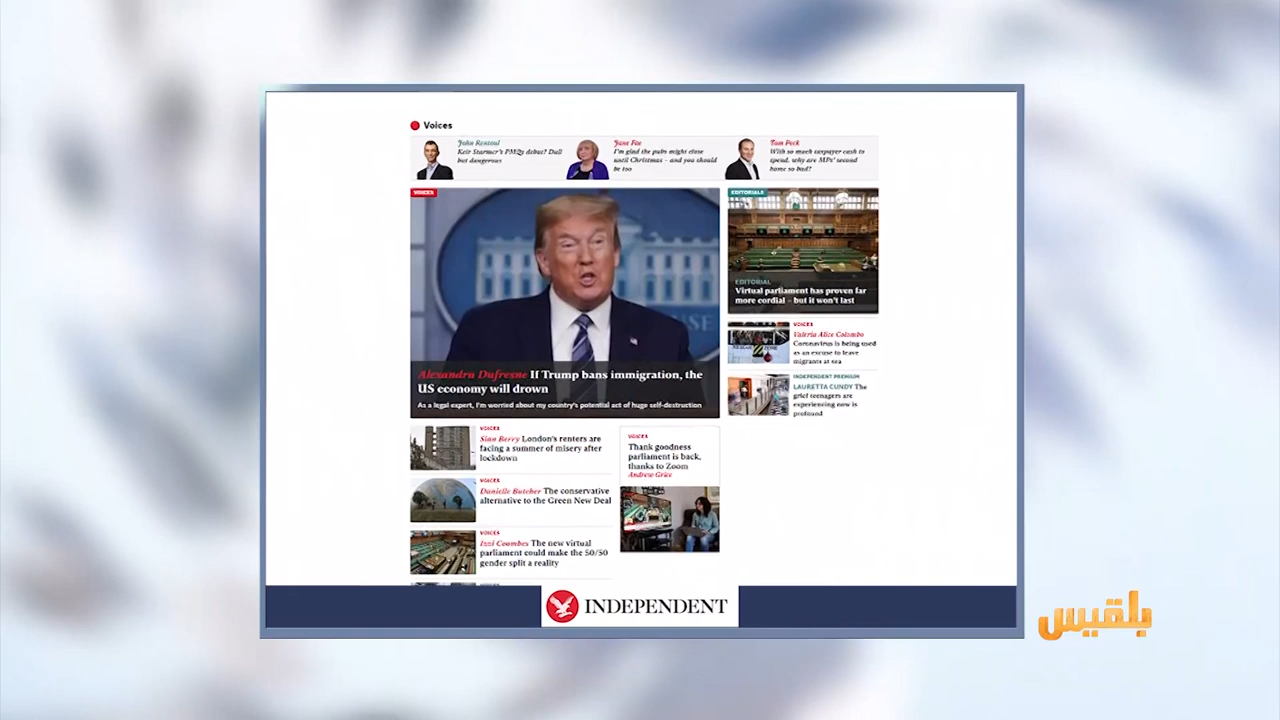 Voices
John Rentoul
Keir Starmer's PMQs debut? Dull
but dangerous
Jane Fae
I'm glad the pubs might close
until Christmas – and you should
be too
Tom Peck
With so much taxpayer cash to
spend, why are MPs' second
home so bad?
VOICES
Alexandra Dufresne If Trump bans immigration, the
US economy will drown
As a legal expert, I'm worried about my country's potential act of huge self-destruction
EDITORIALS
EDITORIAL
Virtual parliament has proven far
more cordial – but it won't last
VOICES
Valeria Alice Colombo
Coronavirus is being used
as an excuse to leave
migrants at sea
INDEPENDENT PREMIUM
LAURETTA CUNDY The
grief teenagers are
experiencing now is
profound
VOICES
Sian Berry London's renters are
facing a summer of misery after
lockdown
VOICES
Danielle Butcher The conservative
alternative to the Green New Deal
VOICES
Izzi Coombes The new virtual
parliament could make the 50/50
gender split a reality
VOICES
Thank goodness
parliament is back,
thanks to Zoom
Andrew Grice
INDEPENDENT
بلقيس